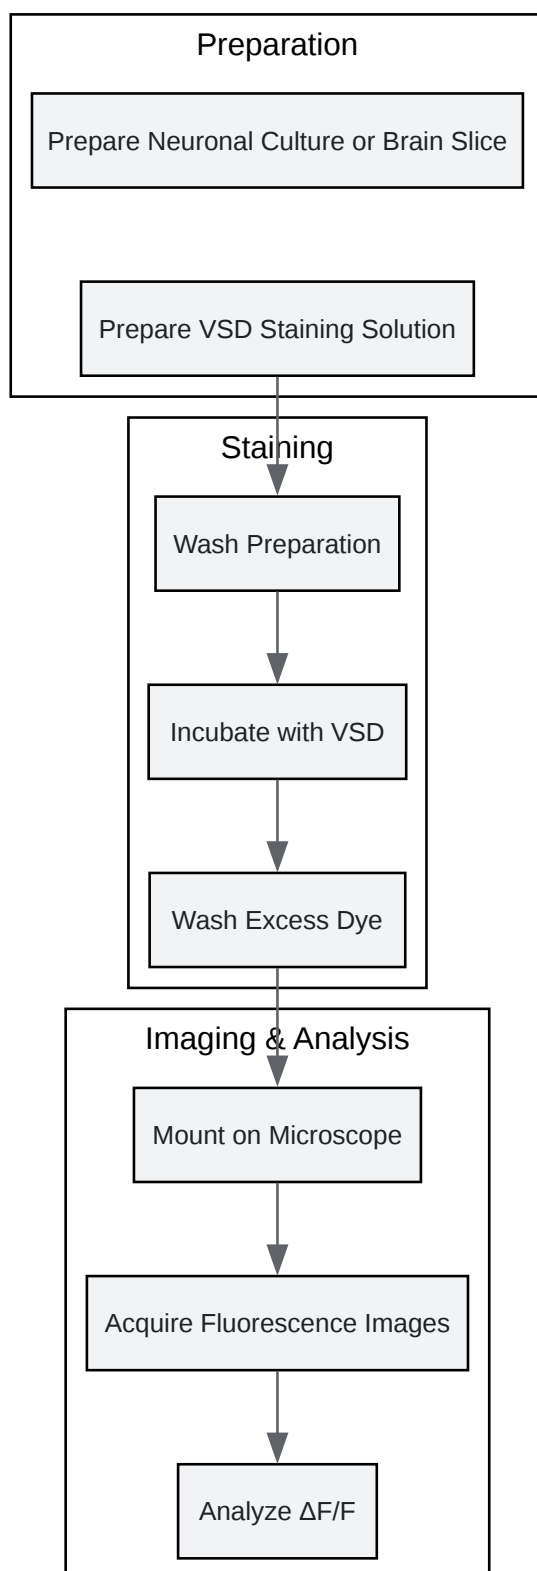 Preparation
Prepare Neuronal Culture or Brain Slice
Prepare VSD Staining Solution
Staining
Wash Preparation
Incubate with VSD
Wash Excess Dye
Imaging & Analysis
Mount on Microscope
Acquire Fluorescence Images
Analyze ΔF/F